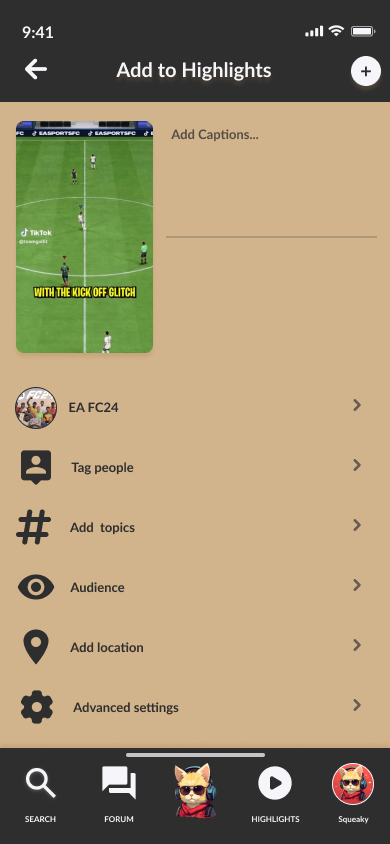 9:41
Add to Highlights
FC EASPORTSFC EASPORTSFC
Add Captions...
TikTok
WITH THE KICK OFF GLITCH
EA FC24
Tag people
Add topics
Audience
Add location
Advanced settings
SEARCH
FORUM
HIGHLIGHTS
Squeaky